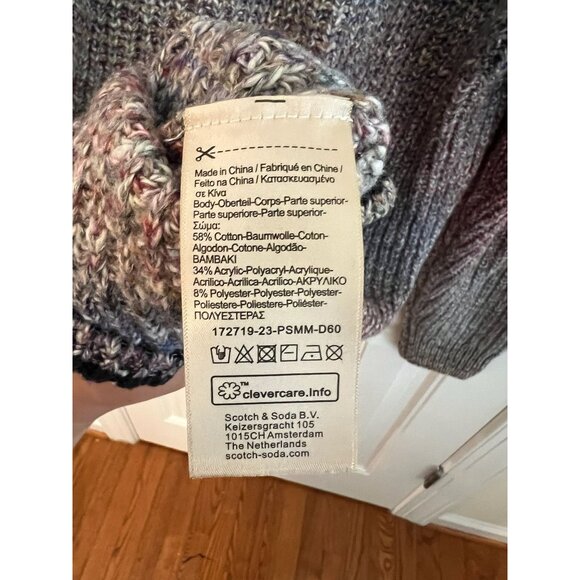 Made in China / Fabriqué en Chine /
Feito na China / Κατασκευασμένο
σε Κίνα
Body-Oberteil-Corps-Parte superior-
Parte superiore-Parte superior-
Σώμα:
58% Cotton-Baumwolle-Coton-
Algodon-Cotone-Algodão-
ΒΑΜΒΑΚΙ
34% Acrylic-Polyacryl-Acrylique-
Acrilico-Acrilica-Acrílico-ΑΚΡΥΛΙΚΟ
8% Polyester-Polyester-Polyester-
Poliestere-Poliestere-Poliéster-
ΠΟΛΥΕΣΤΕΡΑΣ
172719-23-PSMM-D60
™ clevercare.info
Scotch & Soda B.V.
Keizersgracht 105
1015CH Amsterdam
The Netherlands
scotch-soda.com